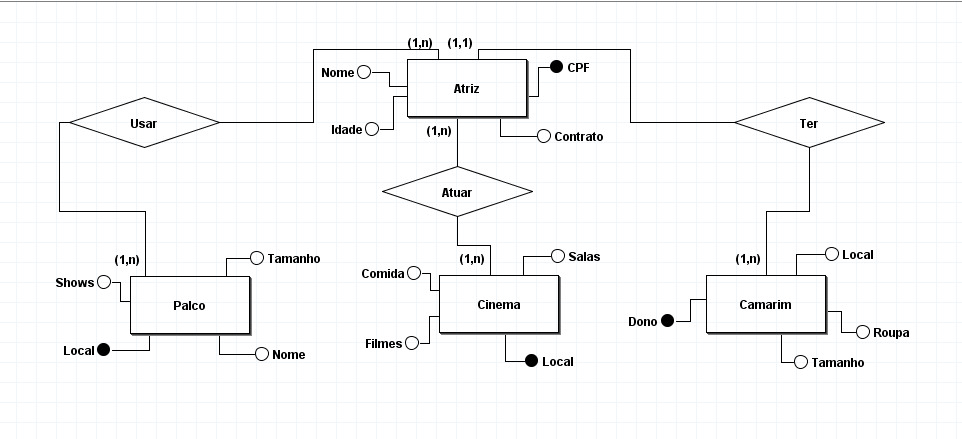 (1,n)
(1,1)
Nome
CPF
Atriz
Usar
Ter
Idade
(1,n)
Contrato
Atuar
(1,n)
Tamanho
(1,n)
Salas
(1,n)
Local
Shows
Comida
Palco
Cinema
Camarim
Dono
Roupa
Local
Nome
Filmes
Local
Tamanho